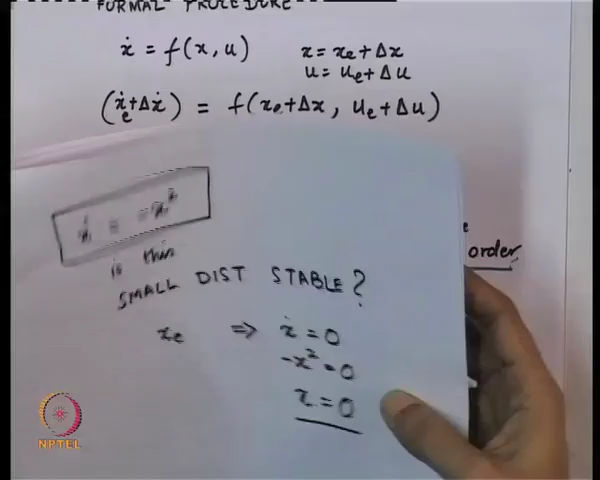 FORMAL PROCEDURE
ẋ = f(x, u)
x = xₑ + Δx
u = uₑ + Δu
(ẋₑ + Δẋ) = f(xₑ + Δx, uₑ + Δu)
ẋ = -x²
is this
order
SMALL DIST STABLE?
xₑ ⇒ ẋ = 0
-x² = 0
x = 0
NPTEL